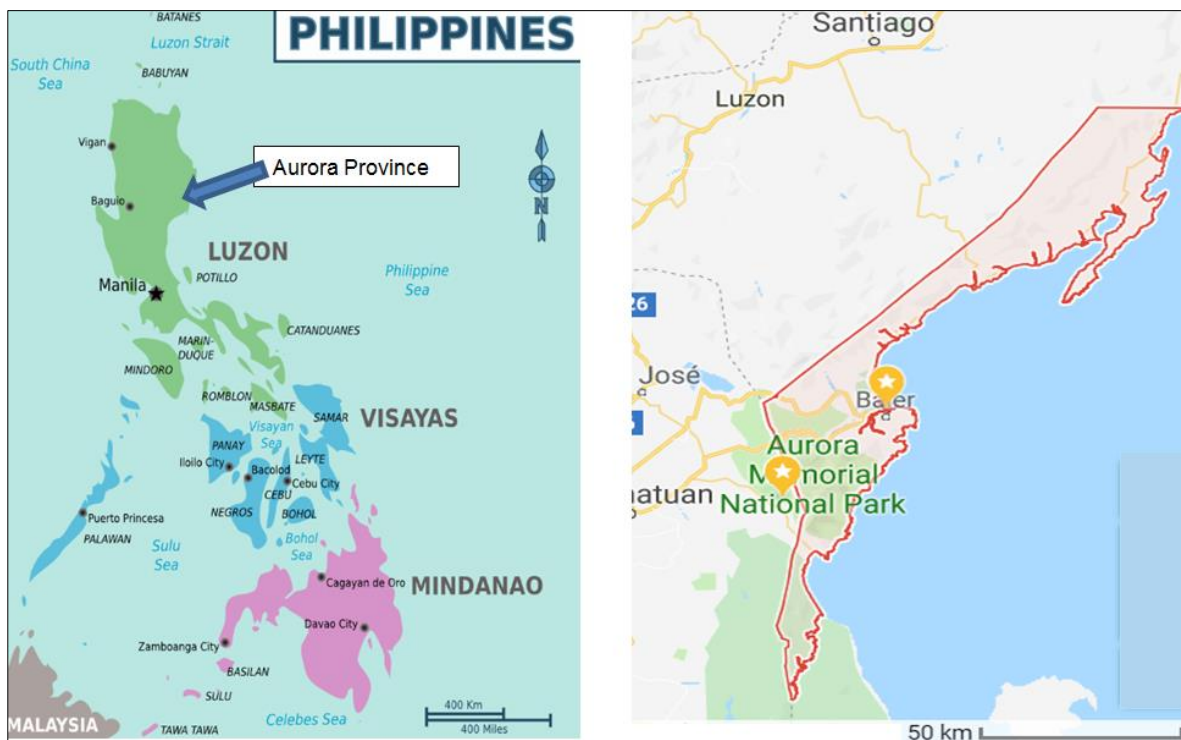 PHILIPPINES
BATANES
Luzon Strait
South China
Sea
BABUYAN
Vigan
Aurora Province
Baguio
N
LUZON
POTILLO
Philippine
Sea
Manila
CATANDUANES
MARIN-
DUQUE
MINDORO
ROMBLON
MASBATE
VISAYAS
SAMAR
Visayan
Sea
PANAY
Iloilo City
LEYTE
Bacolod
Cebu City
CEBU
NEGROS
BOHOL
Puerto Princesa
PALAWAN
Bohol
Sea
Sulu
Sea
Cagayan de Oro
MINDANAO
Davao City
Zamboanga City
BASILAN
SULU
400 Km
400 Miles
Celebes Sea
MALAYSIA
TAWA TAWA
Santiago
Luzon
26
José
Baler
Aurora
Memorial
National Park
natuan
50 km